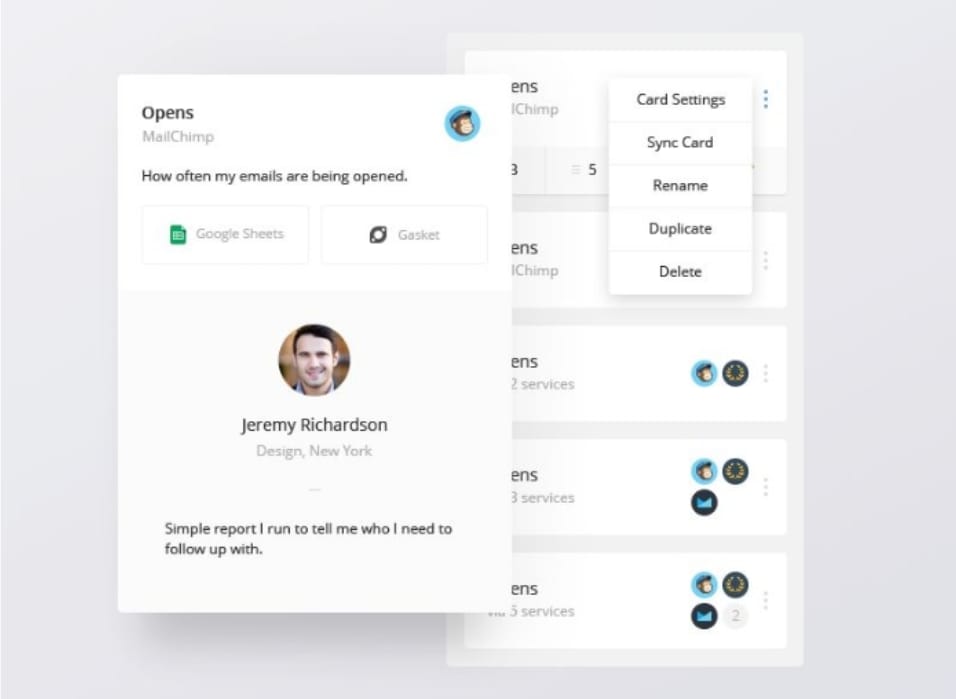 Opens
MailChimp
How often my emails are being opened.
Google Sheets
Gasket
Jeremy Richardson
Design, New York
Simple report I run to tell me who I need to
follow up with.
ens
lChimp
3
5
Card Settings
Sync Card
Rename
Duplicate
Delete
ens
lChimp
ens
2 services
ens
3 services
ens
via 5 services
2